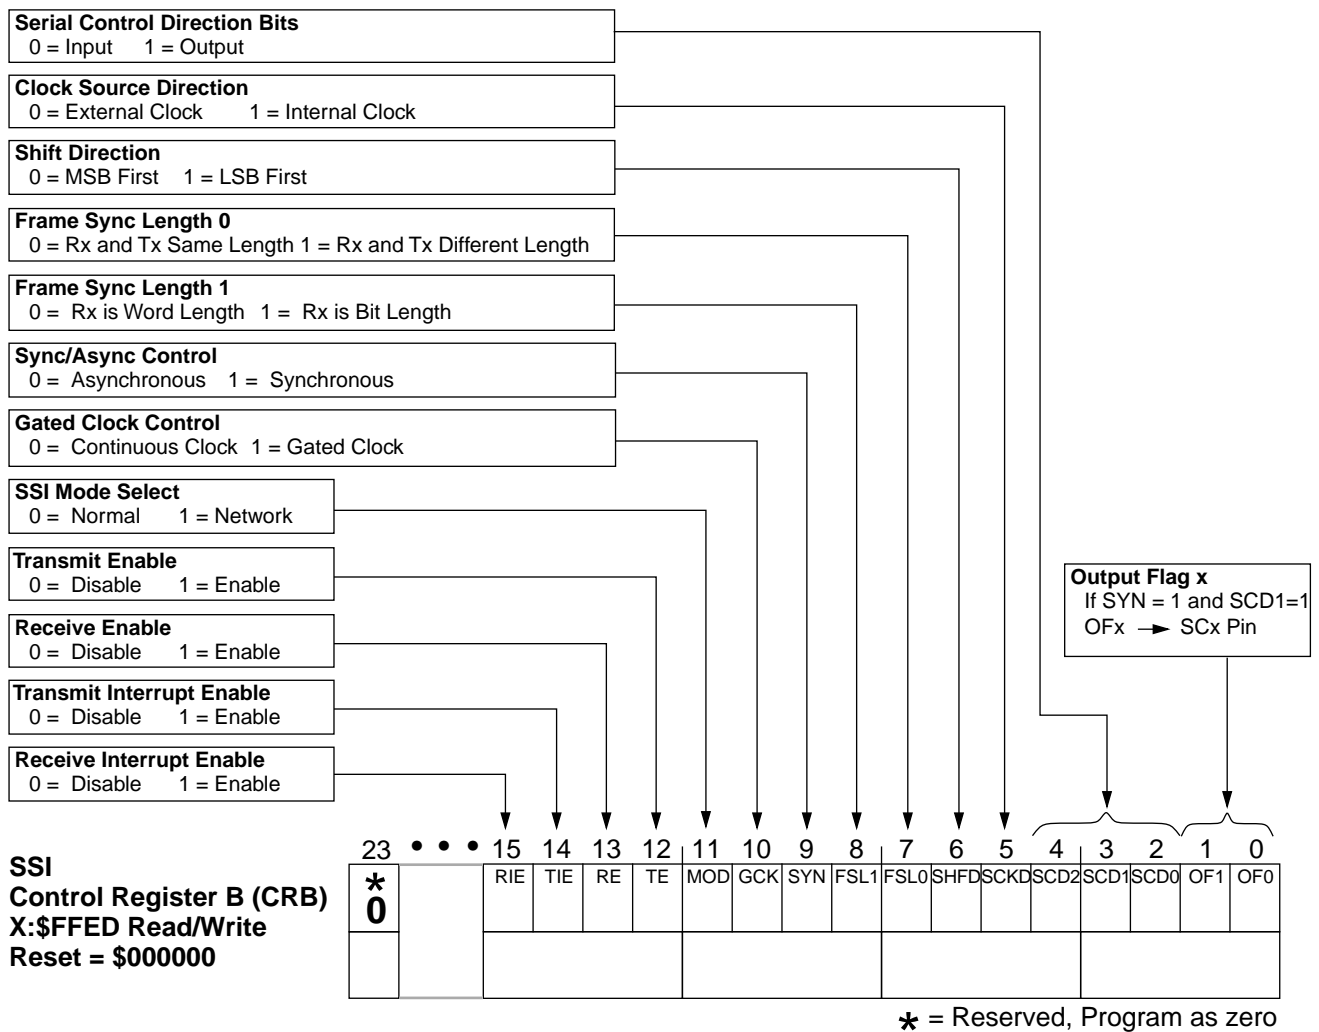 Serial Control Direction Bits
0 = Input 1 = Output
Clock Source Direction
0 = External Clock 1 = Internal Clock
Shift Direction
0 = MSB First 1 = LSB First
Frame Sync Length 0
0 = Rx and Tx Same Length 1 = Rx and Tx Different Length
Frame Sync Length 1
0 = Rx is Word Length 1 = Rx is Bit Length
Sync/Async Control
0 = Asynchronous 1 = Synchronous
Gated Clock Control
0 = Continuous Clock 1 = Gated Clock
SSI Mode Select
0 = Normal 1 = Network
Transmit Enable
0 = Disable 1 = Enable
Receive Enable
0 = Disable 1 = Enable
Transmit Interrupt Enable
0 = Disable 1 = Enable
Receive Interrupt Enable
0 = Disable 1 = Enable
Output Flag x
If SYN = 1 and SCD1=1
OFx → SCx Pin
23 • • • 15 14 13 12 11 10 9 8 7 6 5 4 3 2 1 0
* RIE TIE RE TE MOD GCK SYN FSL1 FSL0 SHFD SCKD SCD2 SCD1 SCD0 OF1 OF0
0
SSI
Control Register B (CRB)
X:$FFED Read/Write
Reset = $000000
* = Reserved, Program as zero